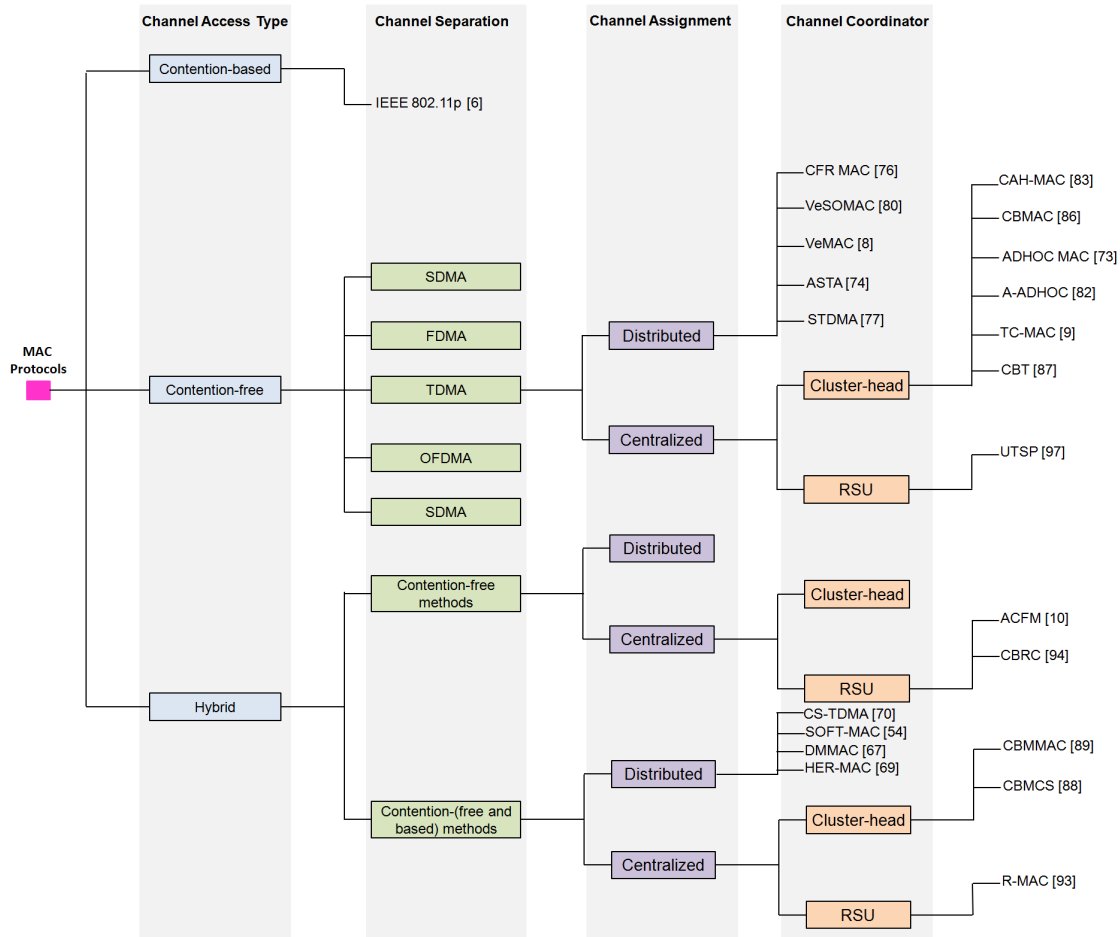 Channel Access Type
Channel Separation
Channel Assignment
Channel Coordinator
MAC
Protocols
Contention-based
IEEE 802.11p [6]
Contention-free
SDMA
FDMA
TDMA
OFDMA
SDMA
Distributed
CFR MAC [76]
VeSOMAC [80]
VeMAC [8]
ASTA [74]
STDMA [77]
Centralized
Cluster-head
CAH-MAC [83]
CBMAC [86]
ADHOC MAC [73]
A-ADHOC [82]
TC-MAC [9]
CBT [87]
RSU
UTSP [97]
Hybrid
Contention-free
methods
Distributed
Centralized
Cluster-head
RSU
ACFM [10]
CBRC [94]
Contention-(free and
based) methods
Distributed
CS-TDMA [70]
SOFT-MAC [54]
DMMAC [67]
HER-MAC [69]
Centralized
Cluster-head
CBMMAC [89]
CBMCS [88]
RSU
R-MAC [93]